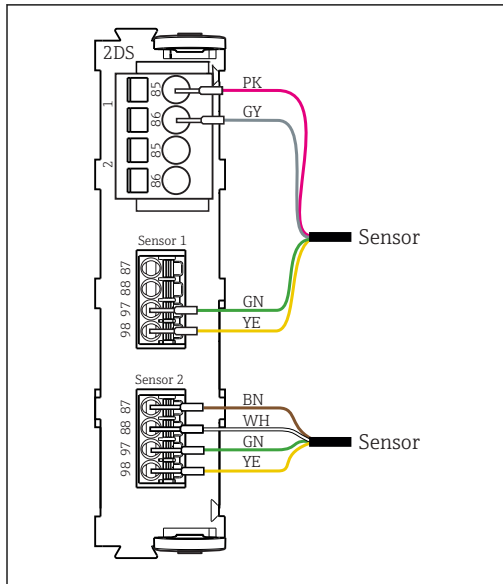 2DS
1
85
PK
86
GY
2
85
86
Sensor
Sensor 1
87
88
97
GN
98
YE
Sensor 2
87
BN
88
WH
97
GN
Sensor
98
YE